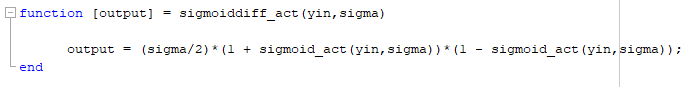 function [output] = sigmoiddiff_act(yin,sigma)
output = (sigma/2)*(1 + sigmoid_act(yin,sigma))*(1 - sigmoid_act(yin,sigma));
end